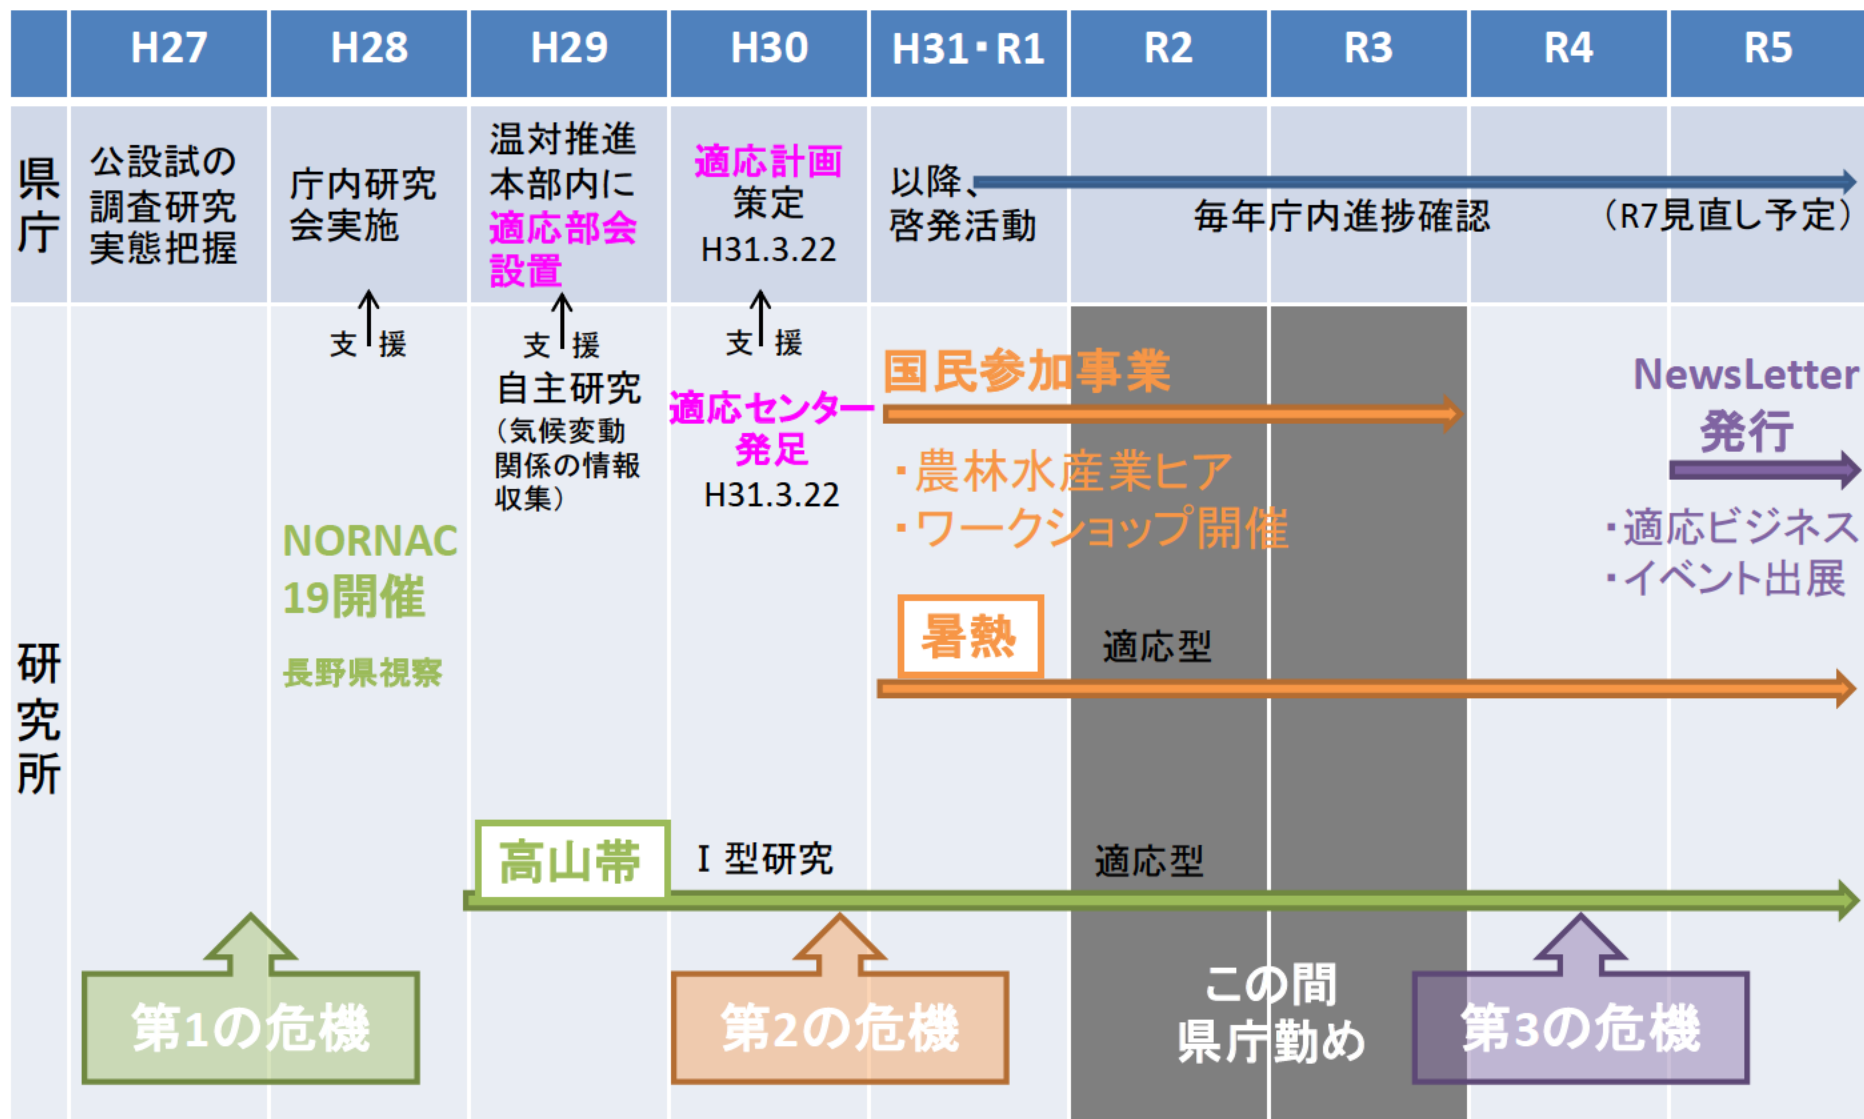 H27
H28
H29
H30
H31・R1
R2
R3
R4
R5
県庁
公設試の
調査研究
実態把握
庁内研究
会実施
温対推進
本部内に
適応部会
設置
適応計画
策定
H31.3.22
以降、
啓発活動
毎年庁内進捗確認
（R7見直し予定）
研究所
支援
支援
支援
自主研究
（気候変動
関係の情報
収集）
適応センター
発足
H31.3.22
国民参加事業
・農林水産業ヒア
・ワークショップ開催
NewsLetter
発行
・適応ビジネス
・イベント出展
NORNAC
19開催
長野県視察
暑熱
適応型
高山帯
Ⅰ型研究
適応型
第1の危機
第2の危機
この間
県庁勤め
第3の危機